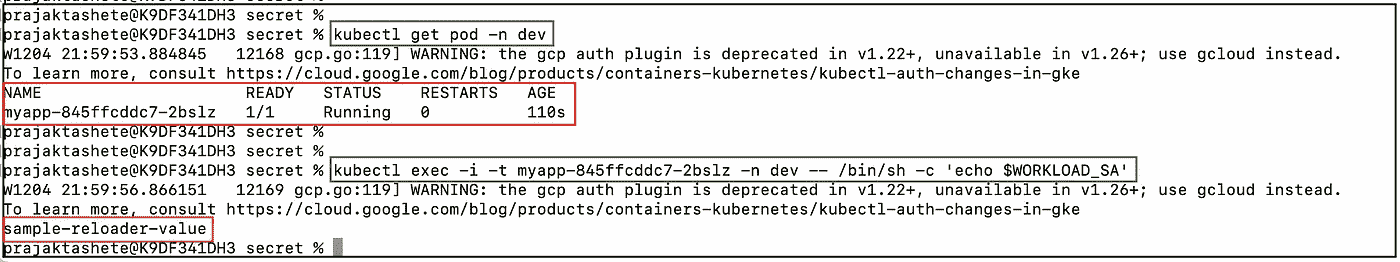 prajaktashete@K9DF341DH3 secret %
prajaktashete@K9DF341DH3 secret % kubectl get pod -n dev
W1204 21:59:53.884845   12168 gcp.go:119] WARNING: the gcp auth plugin is deprecated in v1.22+, unavailable in v1.26+; use gcloud instead.
To learn more, consult https://cloud.google.com/blog/products/containers-kubernetes/kubectl-auth-changes-in-gke
NAME                     READY   STATUS    RESTARTS   AGE
myapp-845ffcddc7-2bslz   1/1     Running   0          110s
prajaktashete@K9DF341DH3 secret %
prajaktashete@K9DF341DH3 secret %
prajaktashete@K9DF341DH3 secret % kubectl exec -i -t myapp-845ffcddc7-2bslz -n dev -- /bin/sh -c 'echo $WORKLOAD_SA'
W1204 21:59:56.866151   12169 gcp.go:119] WARNING: the gcp auth plugin is deprecated in v1.22+, unavailable in v1.26+; use gcloud instead.
To learn more, consult https://cloud.google.com/blog/products/containers-kubernetes/kubectl-auth-changes-in-gke
sample-reloader-value
prajaktashete@K9DF341DH3 secret %